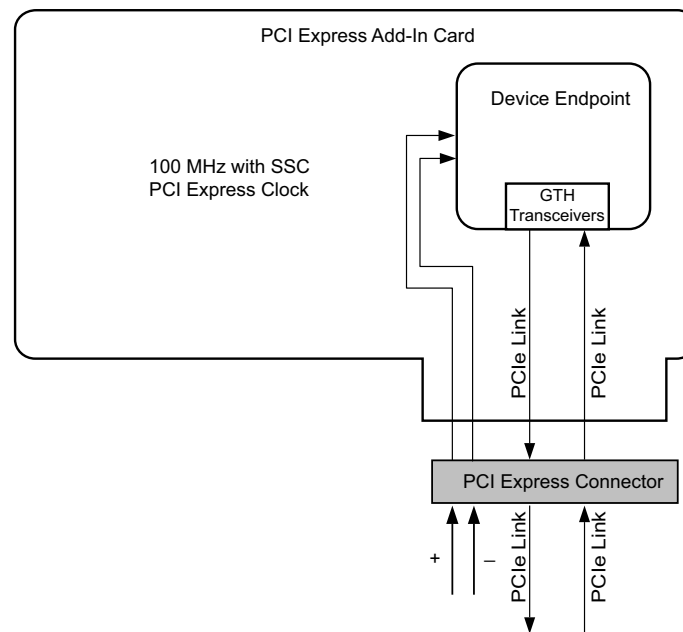 PCI Express Add-In Card
Device Endpoint
100 MHz with SSC
PCI Express Clock
GTH
Transceivers
PCIe Link
PCIe Link
PCI Express Connector
+
–
PCIe Link
PCIe Link